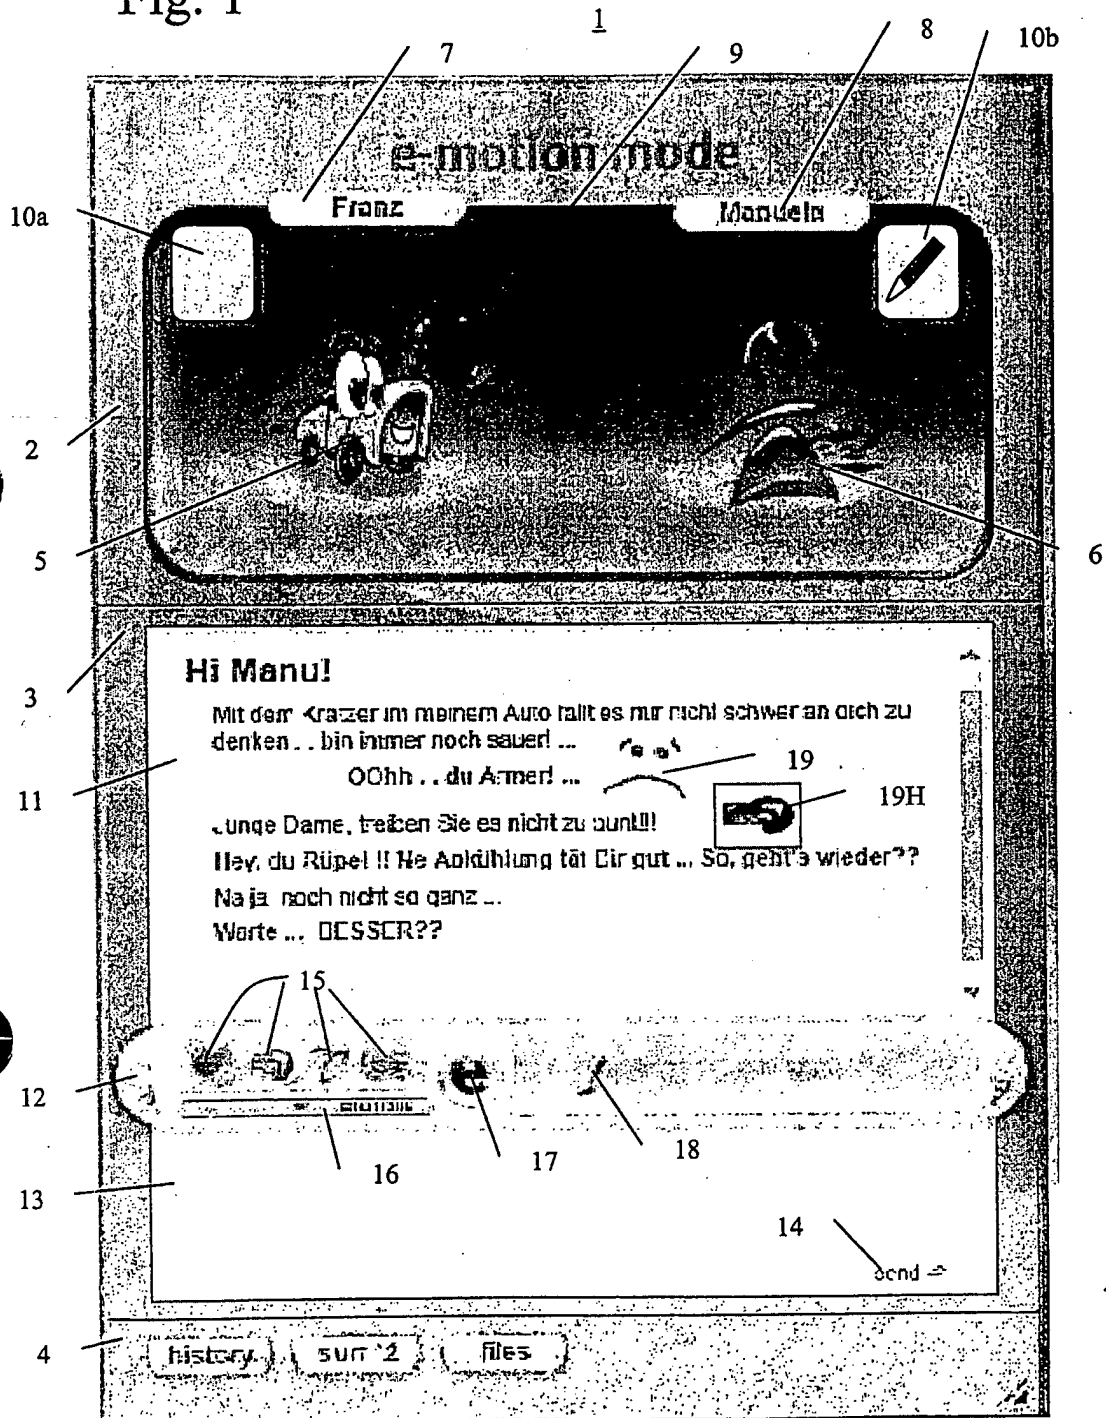 Fig. 1
1
7
9
8
10b
e-motion mode
10a
Franz
Manuela
2
5
6
3
Hi Manu!
Mit dem Kratzer im meinem Auto fällt es mir nicht schwer an dich zu
denken .. bin immer noch sauer! ...
OOhh .. du Armer! ...
19
11
19H
Junge Dame, treiben Sie es nicht zu bunt!!!
Hey, du Rüpel !! Ne Abkühlung tät Dir gut ... So, geht's wieder??
Na ja noch nicht so ganz ...
Warte ... BESSER??
15
12
16
17
18
13
14
send
4
history
files